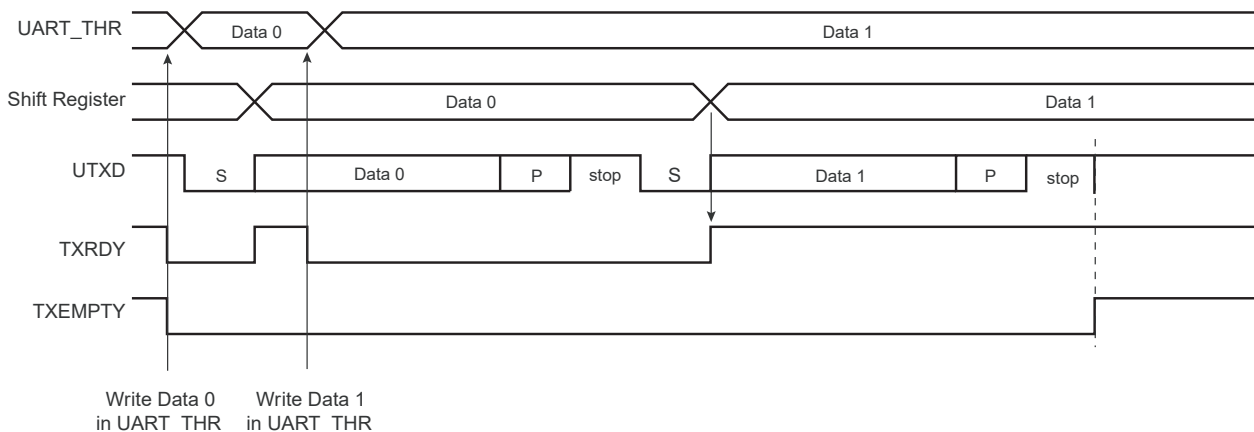 UART_THR
Data 0
Data 1
Shift Register
Data 0
Data 1
UTXD
S
Data 0
P
stop
S
Data 1
P
stop
TXRDY
TXEMPTY
Write Data 0
in UART_THR
Write Data 1
in UART_THR